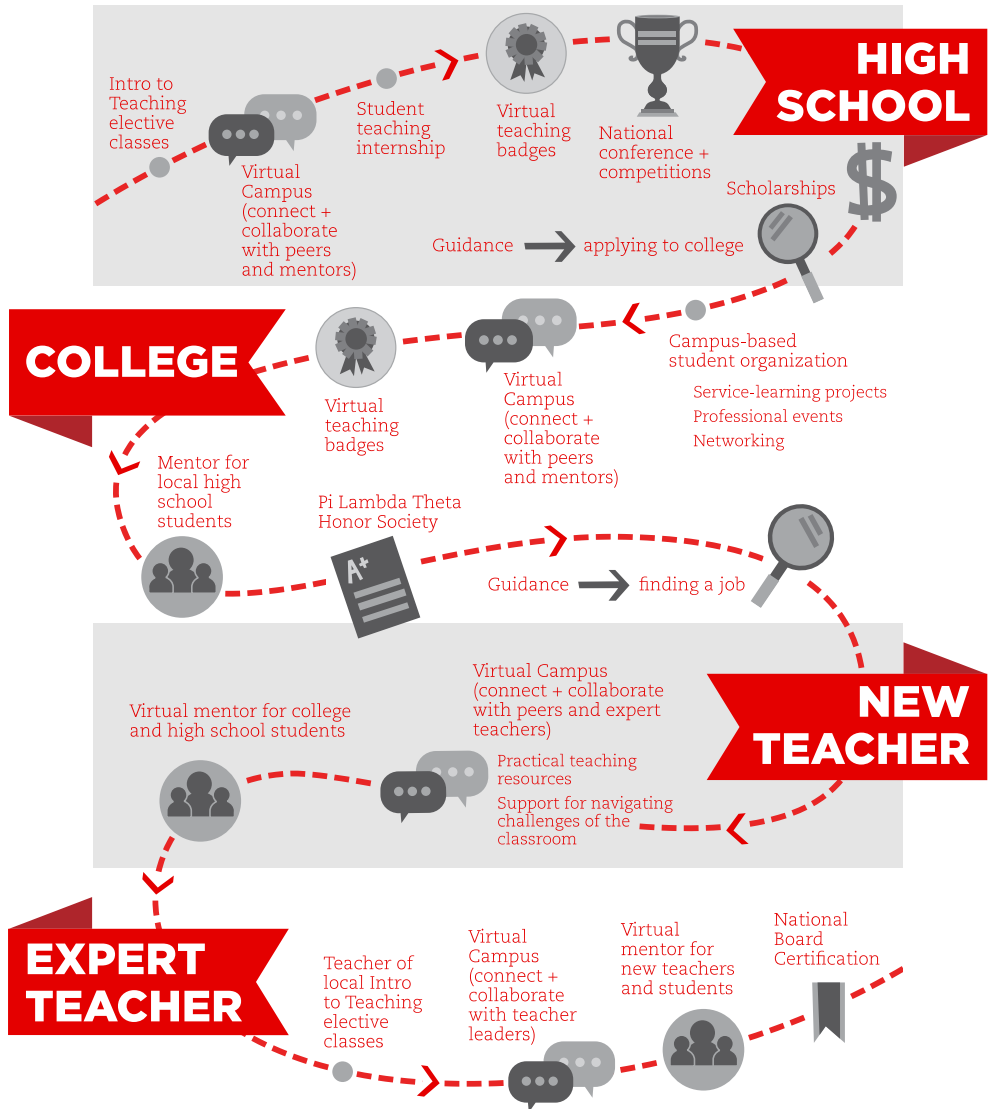 HIGH
SCHOOL
Intro to
Teaching
elective
classes
Virtual
Campus
(connect +
collaborate
with peers
and mentors)
Student
teaching
internship
Virtual
teaching
badges
National
conference +
competitions
Scholarships
$
Guidance
applying to college
COLLEGE
Campus-based
student organization
Service-learning projects
Professional events
Networking
Virtual
Campus
(connect +
collaborate
with peers
and mentors)
Virtual
teaching
badges
Mentor for
local high
school
students
Pi Lambda Theta
Honor Society
A+
Guidance
finding a job
NEW
TEACHER
Virtual Campus
(connect + collaborate
with peers and expert
teachers)
Practical teaching
resources
Support for navigating
challenges of the
classroom
Virtual mentor for college
and high school students
EXPERT
TEACHER
Teacher of
local Intro
to Teaching
elective
classes
Virtual
Campus
(connect +
collaborate
with teacher
leaders)
Virtual
mentor for
new teachers
and students
National
Board
Certification